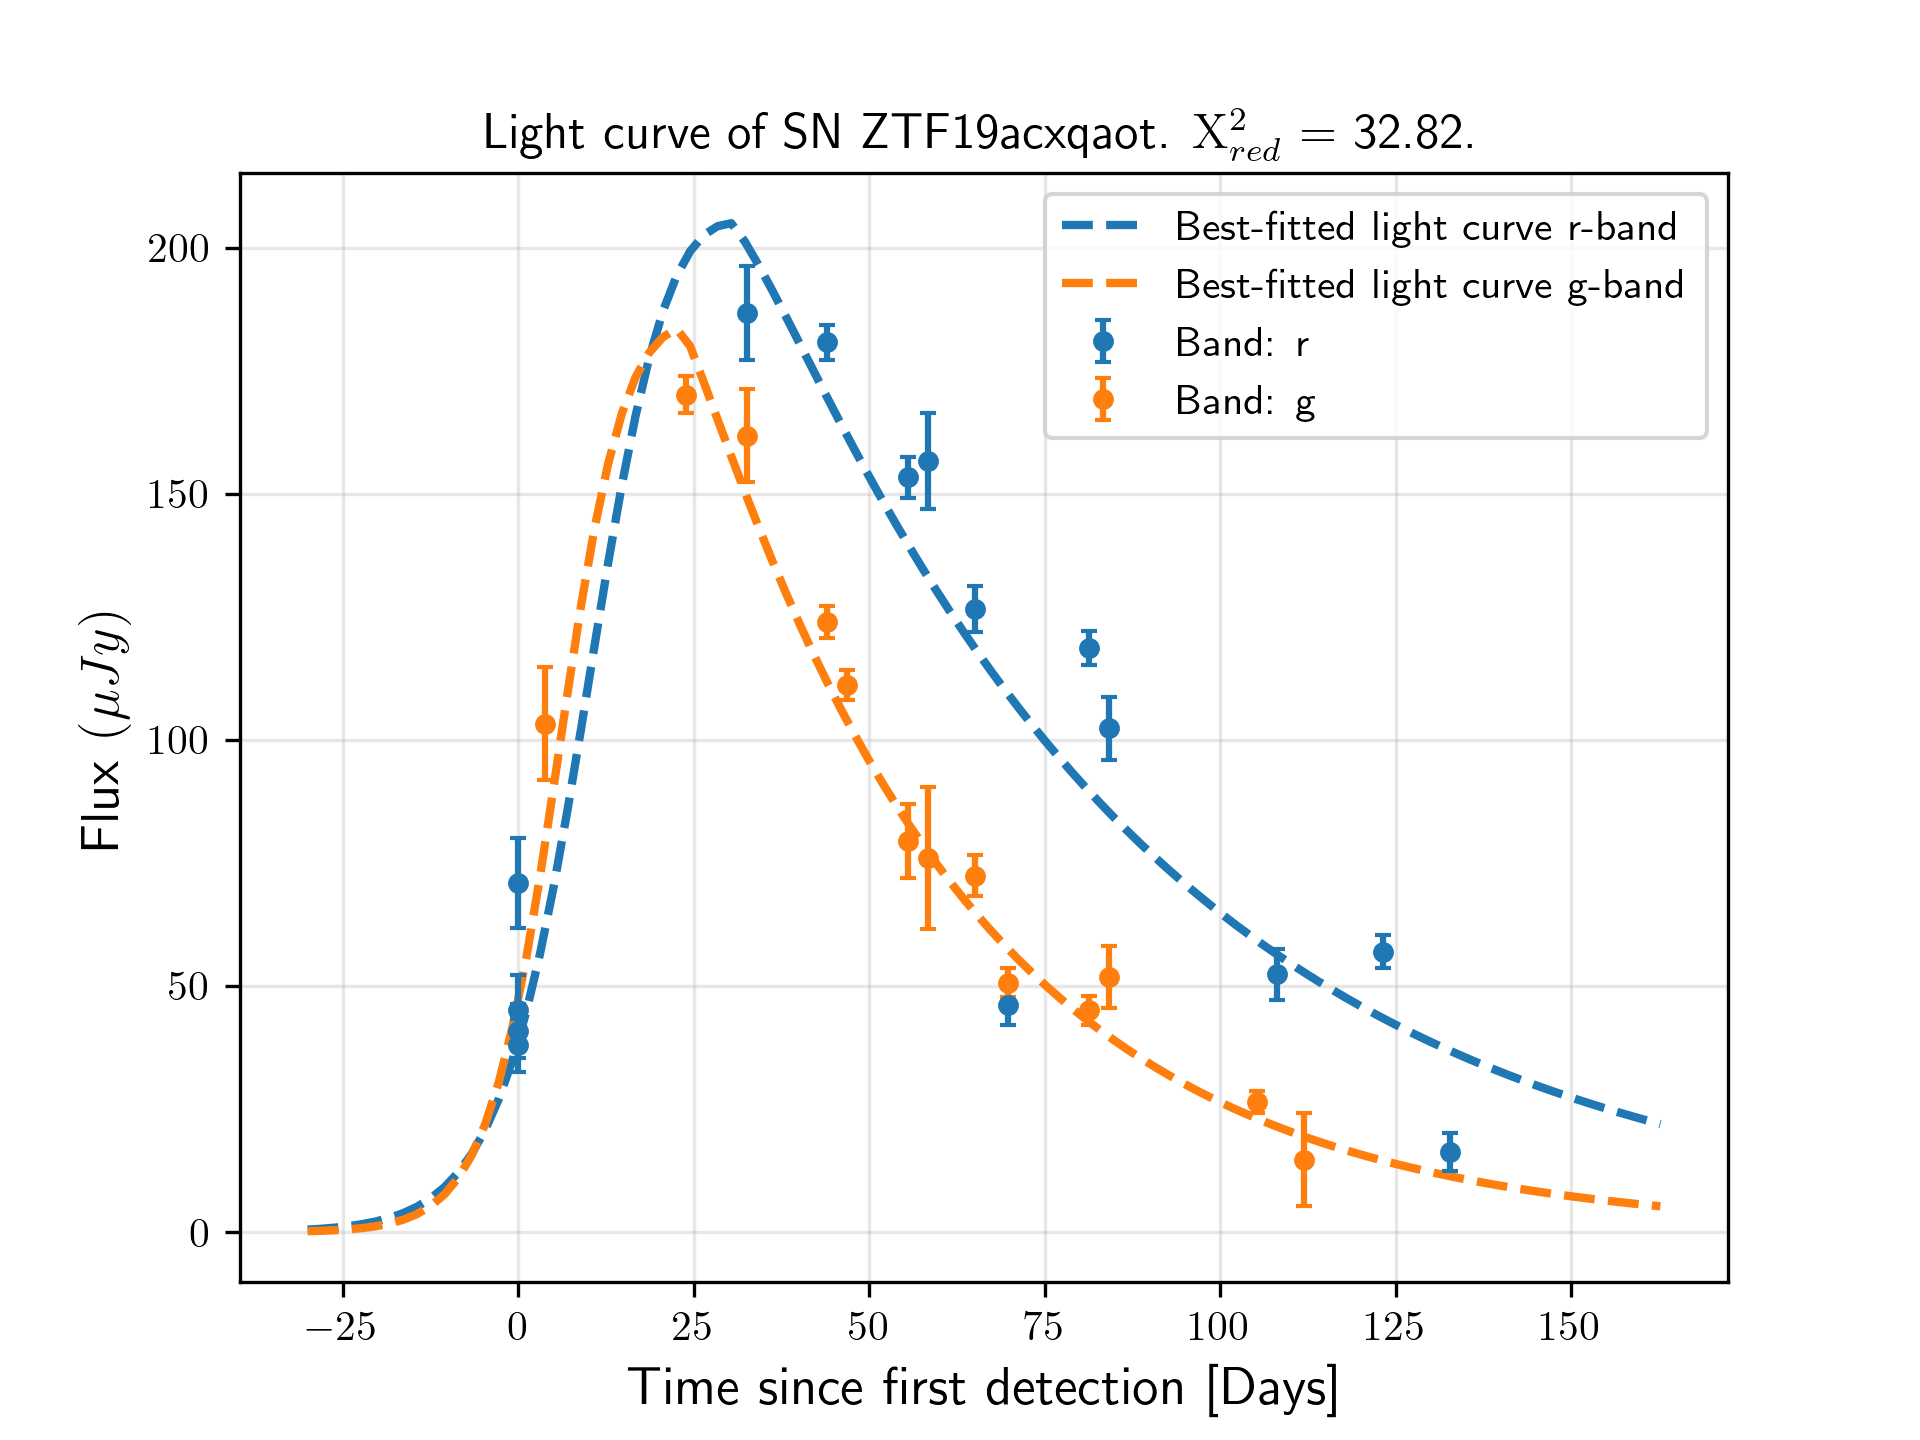 Light curve of SN ZTF19acxqaot. X²_red = 32.82.
Best-fitted light curve r-band
Best-fitted light curve g-band
Band: r
Band: g
Flux (μJy)
200
150
100
50
0
−25 0 25 50 75 100 125 150
Time since first detection [Days]